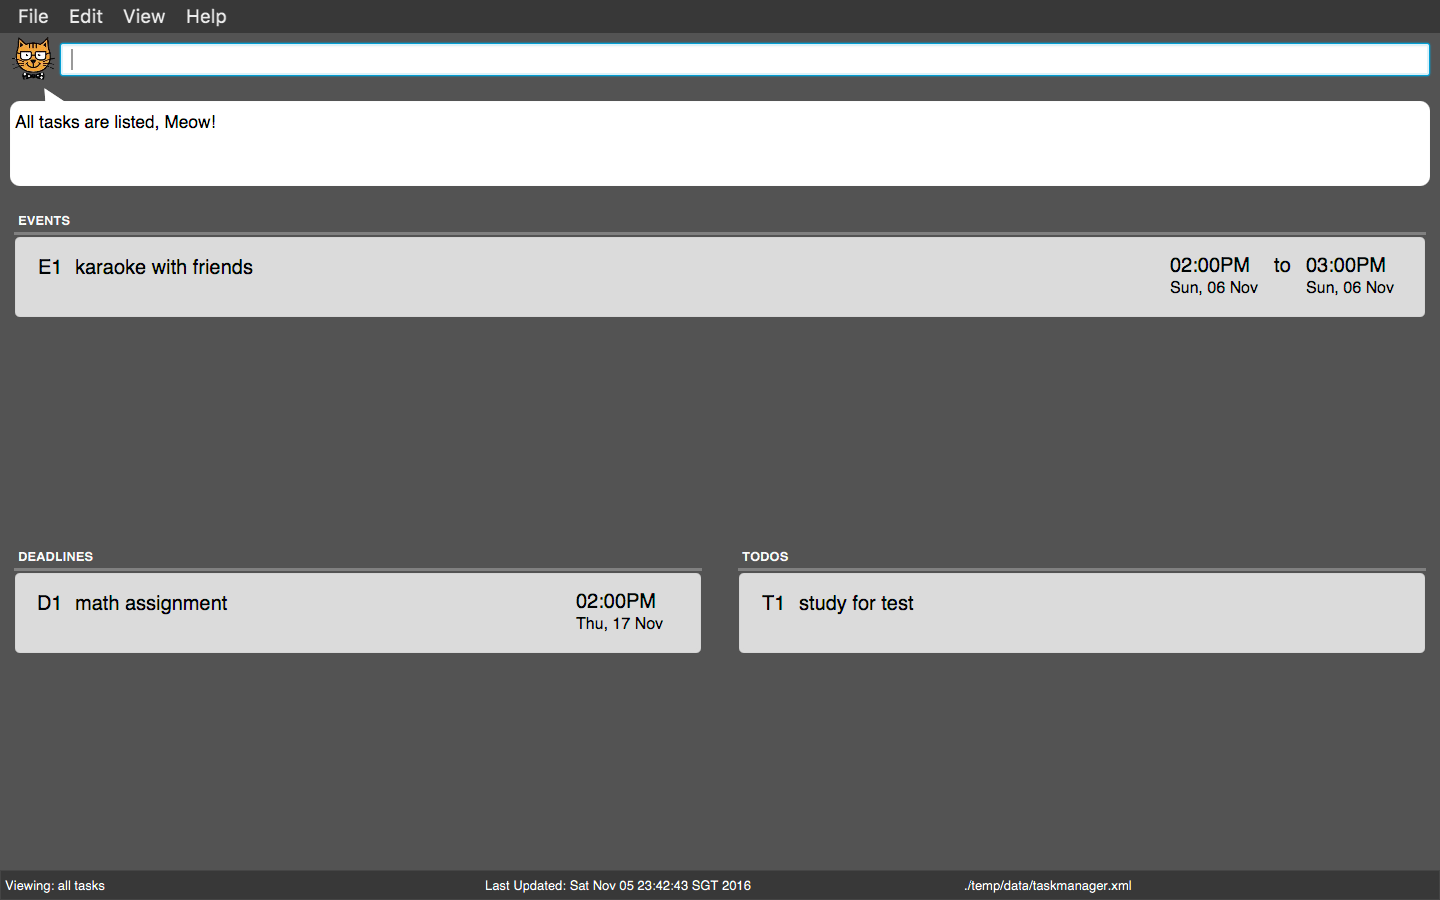 File Edit View Help
All tasks are listed, Meow!
EVENTS
E1 karaoke with friends 02:00PM to 03:00PM
Sun, 06 Nov Sun, 06 Nov
DEADLINES
D1 math assignment 02:00PM
Thu, 17 Nov
TODOS
T1 study for test
Viewing: all tasks Last Updated: Sat Nov 05 23:42:43 SGT 2016 ./temp/data/taskmanager.xml